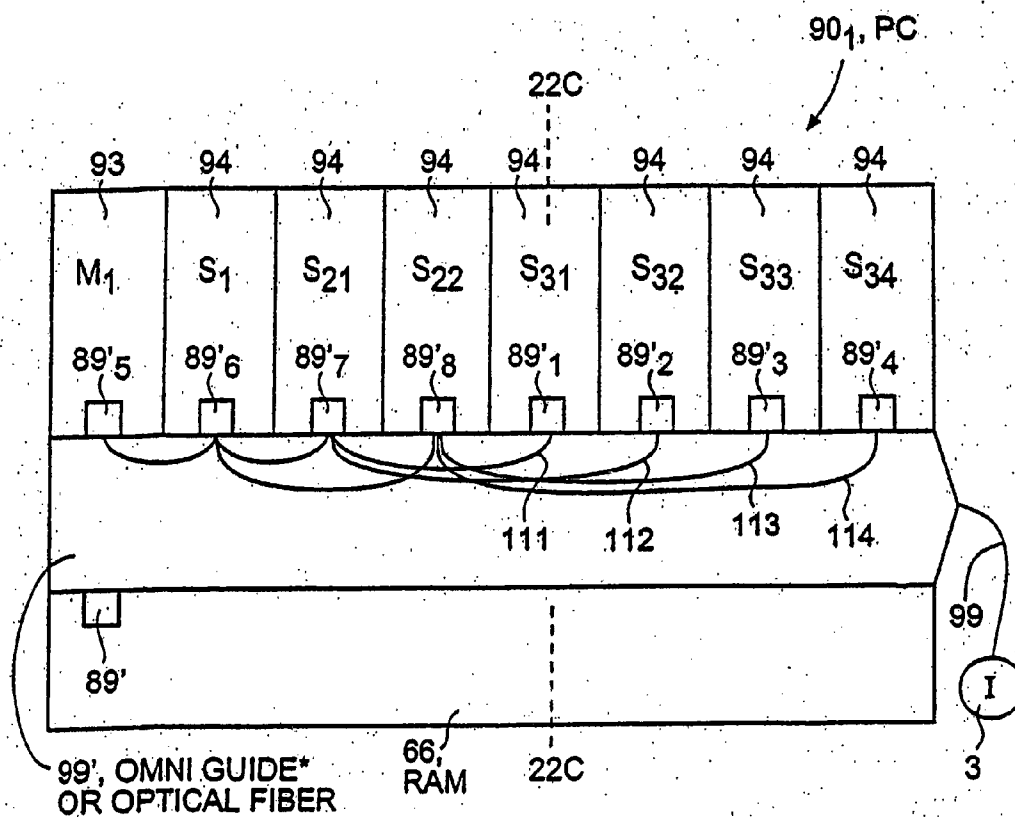 90₁, PC
22C
93 94 94 94 94 94 94 94
M₁ S₁ S₂₁ S₂₂ S₃₁ S₃₂ S₃₃ S₃₄
89'₅ 89'₆ 89'₇ 89'₈ 89'₁ 89'₂ 89'₃ 89'₄
111 112 113 114
99
89'
I
3
99', OMNI GUIDE*
OR OPTICAL FIBER
66,
RAM
22C